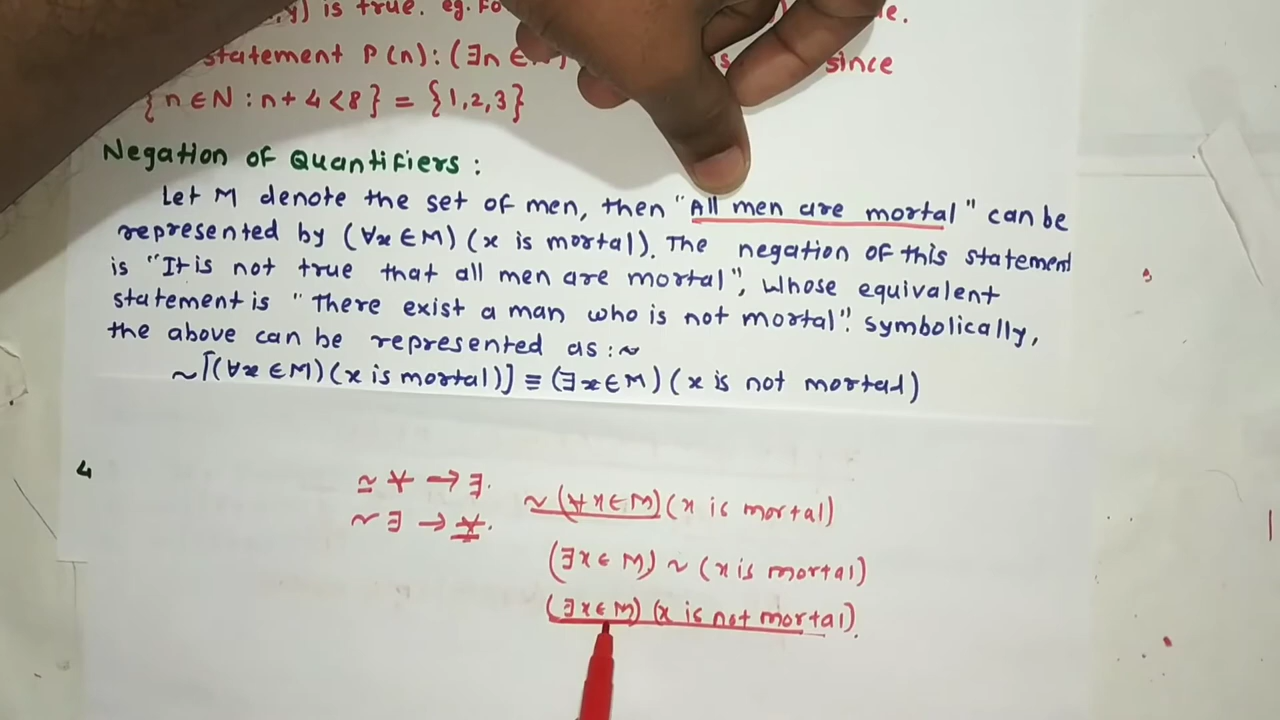 is true. eg. Fo
statement P(n): (∃n ∈ since
{n ∈ N : n + 4 < 8} = {1,2,3}
Negation of Quantifiers :
Let M denote the set of men, then "All men are mortal" can be
represented by (∀x ∈ M) (x is mortal). The negation of this statement
is "It is not true that all men are mortal", whose equivalent
statement is "There exist a man who is not mortal". Symbolically,
the above can be represented as :~
~[(∀x ∈ M) (x is mortal)] ≡ (∃x ∈ M) (x is not mortal)
4
≃ ∀ → ∃.
~ ∃ → ∀.
~ (∀x ∈ M) (x is mortal)
(∃x ∈ M) ~ (x is mortal)
(∃x ∈ M) (x is not mortal).